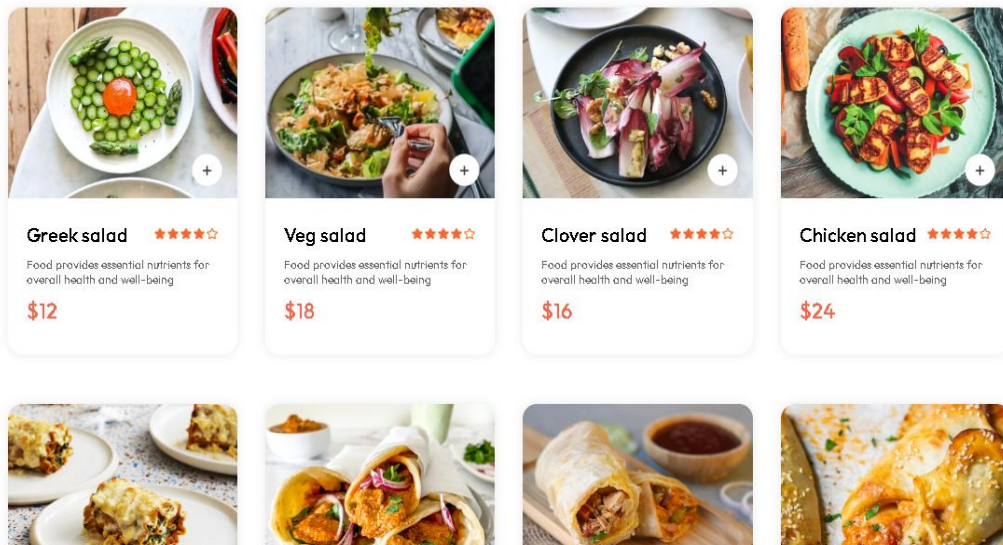 Greek salad
Food provides essential nutrients for
overall health and well-being
$12
Veg salad
Food provides essential nutrients for
overall health and well-being
$18
Clover salad
Food provides essential nutrients for
overall health and well-being
$16
Chicken salad
Food provides essential nutrients for
overall health and well-being
$24